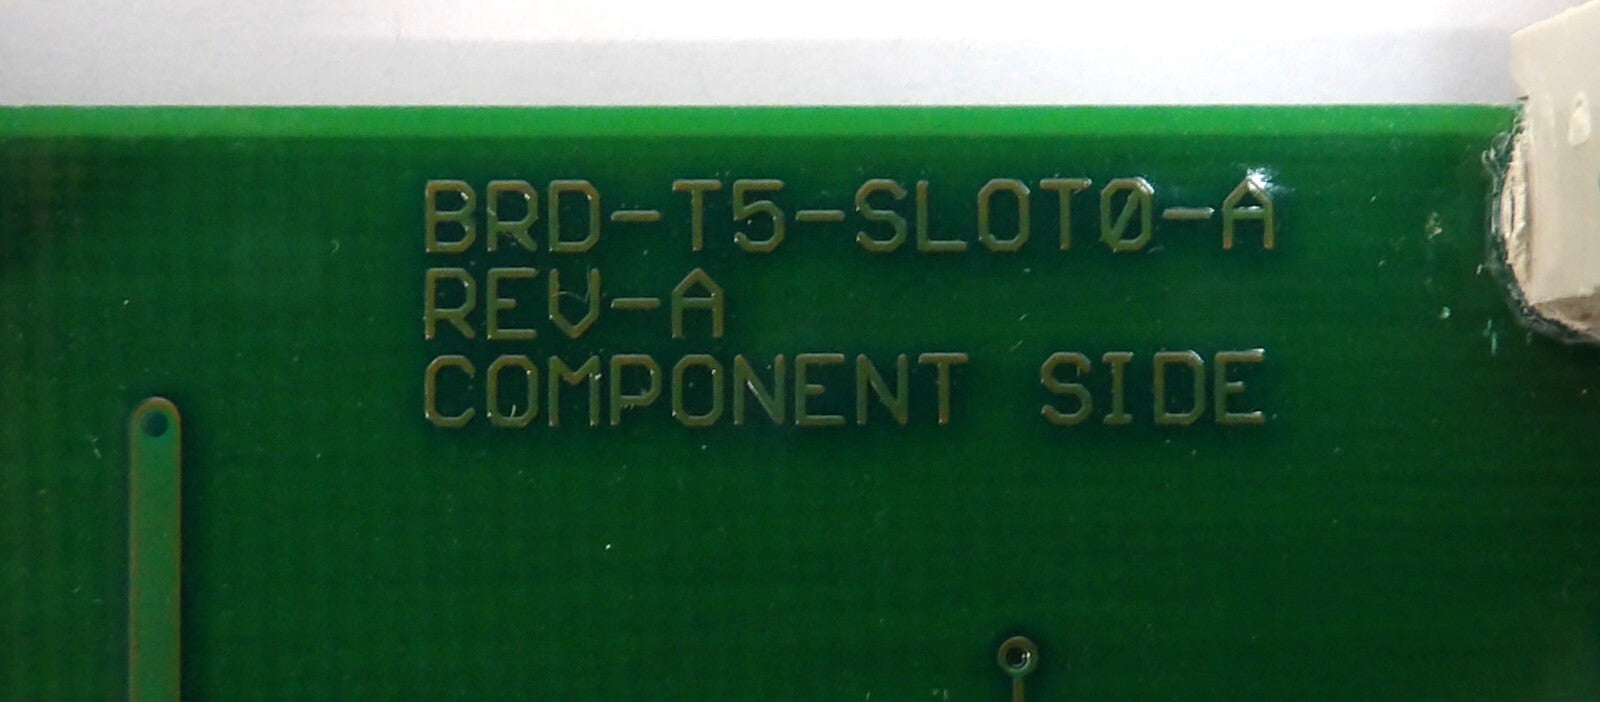 BRD-T5-SLOT0-A
REV-A
COMPONENT SIDE